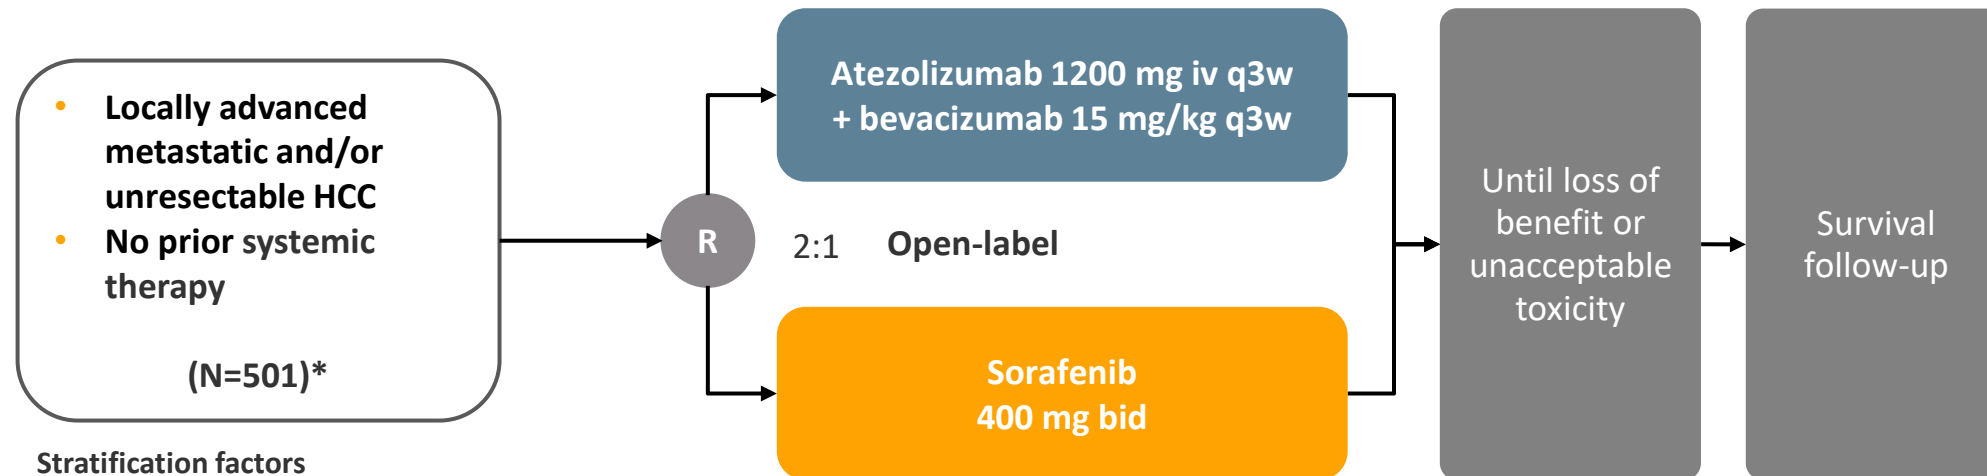 • Locally advanced
metastatic and/or
unresectable HCC
• No prior systemic
therapy
(N=501)*
Stratification factors
R
2:1 Open-label
Atezolizumab 1200 mg iv q3w
+ bevacizumab 15 mg/kg q3w
Sorafenib
400 mg bid
Until loss of
benefit or
unacceptable
toxicity
Survival
follow-up